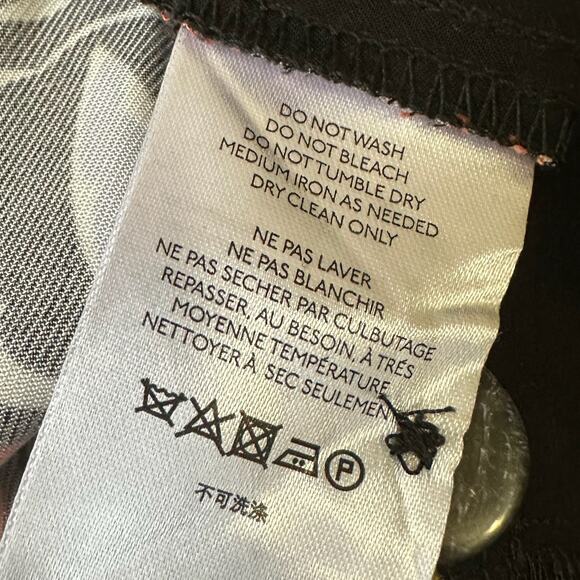 DO NOT WASH
DO NOT BLEACH
DO NOT TUMBLE DRY
MEDIUM IRON AS NEEDED
DRY CLEAN ONLY
NE PAS LAVER
NE PAS BLANCHIR
NE PAS SECHER PAR CULBUTAGE
REPASSER, AU BESOIN, À TRÉS
MOYENNE TEMPÉRATURE
NETTOYER À SEC SEULEMENT
P
不可洗涤